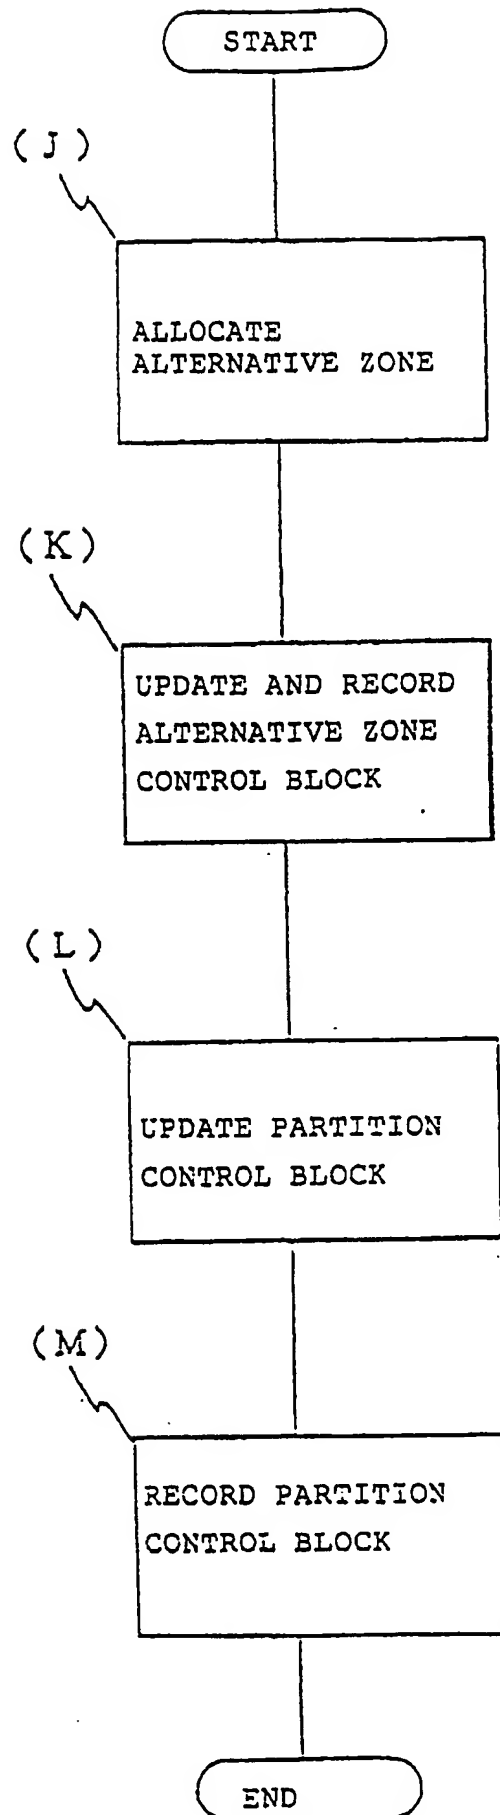 START
(J)
ALLOCATE
ALTERNATIVE ZONE
(K)
UPDATE AND RECORD
ALTERNATIVE ZONE
CONTROL BLOCK
(L)
UPDATE PARTITION
CONTROL BLOCK
(M)
RECORD PARTITION
CONTROL BLOCK
END